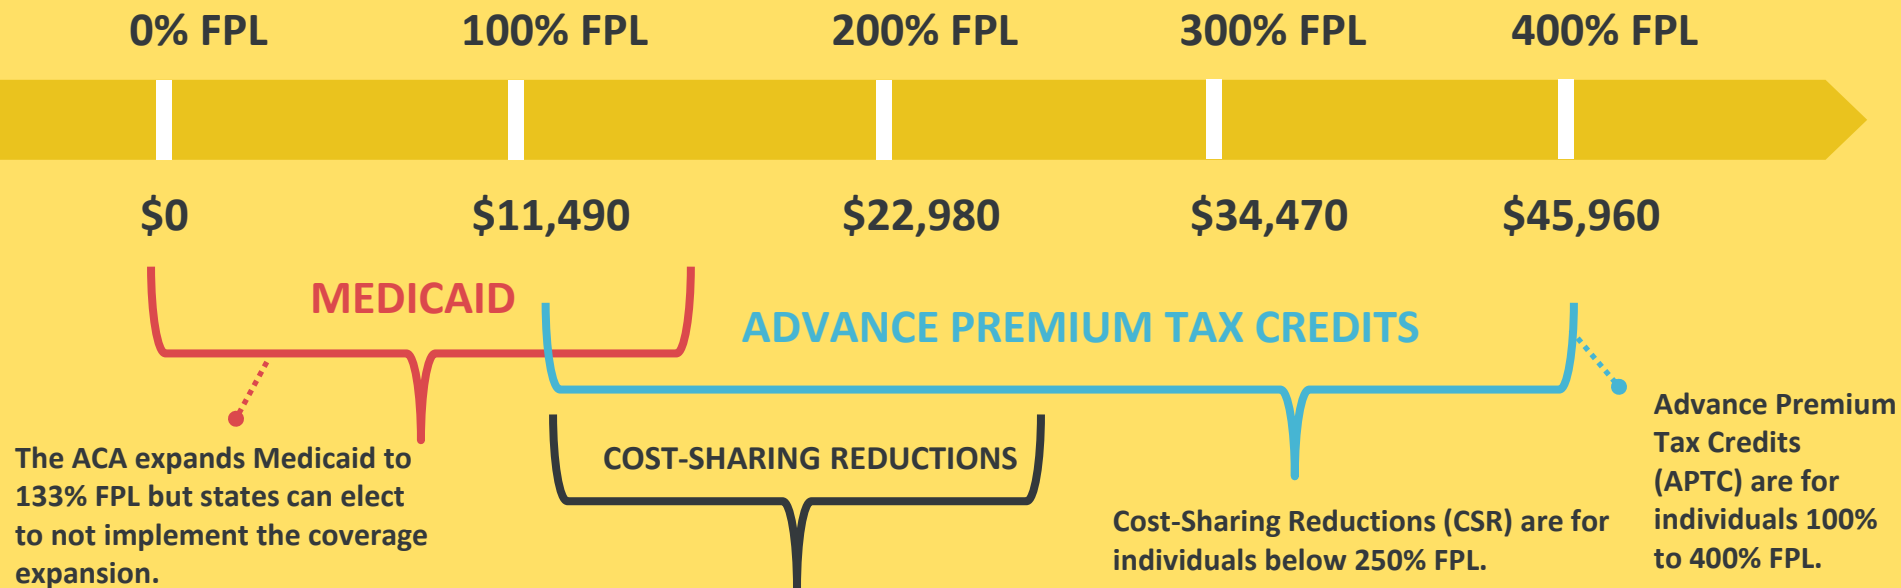 0% FPL
100% FPL
200% FPL
300% FPL
400% FPL
$0
$11,490
$22,980
$34,470
$45,960
MEDICAID
ADVANCE PREMIUM TAX CREDITS
The ACA expands Medicaid to
133% FPL but states can elect
to not implement the coverage
expansion.
COST-SHARING REDUCTIONS
Cost-Sharing Reductions (CSR) are for
individuals below 250% FPL.
Advance Premium
Tax Credits
(APTC) are for
individuals 100%
to 400% FPL.